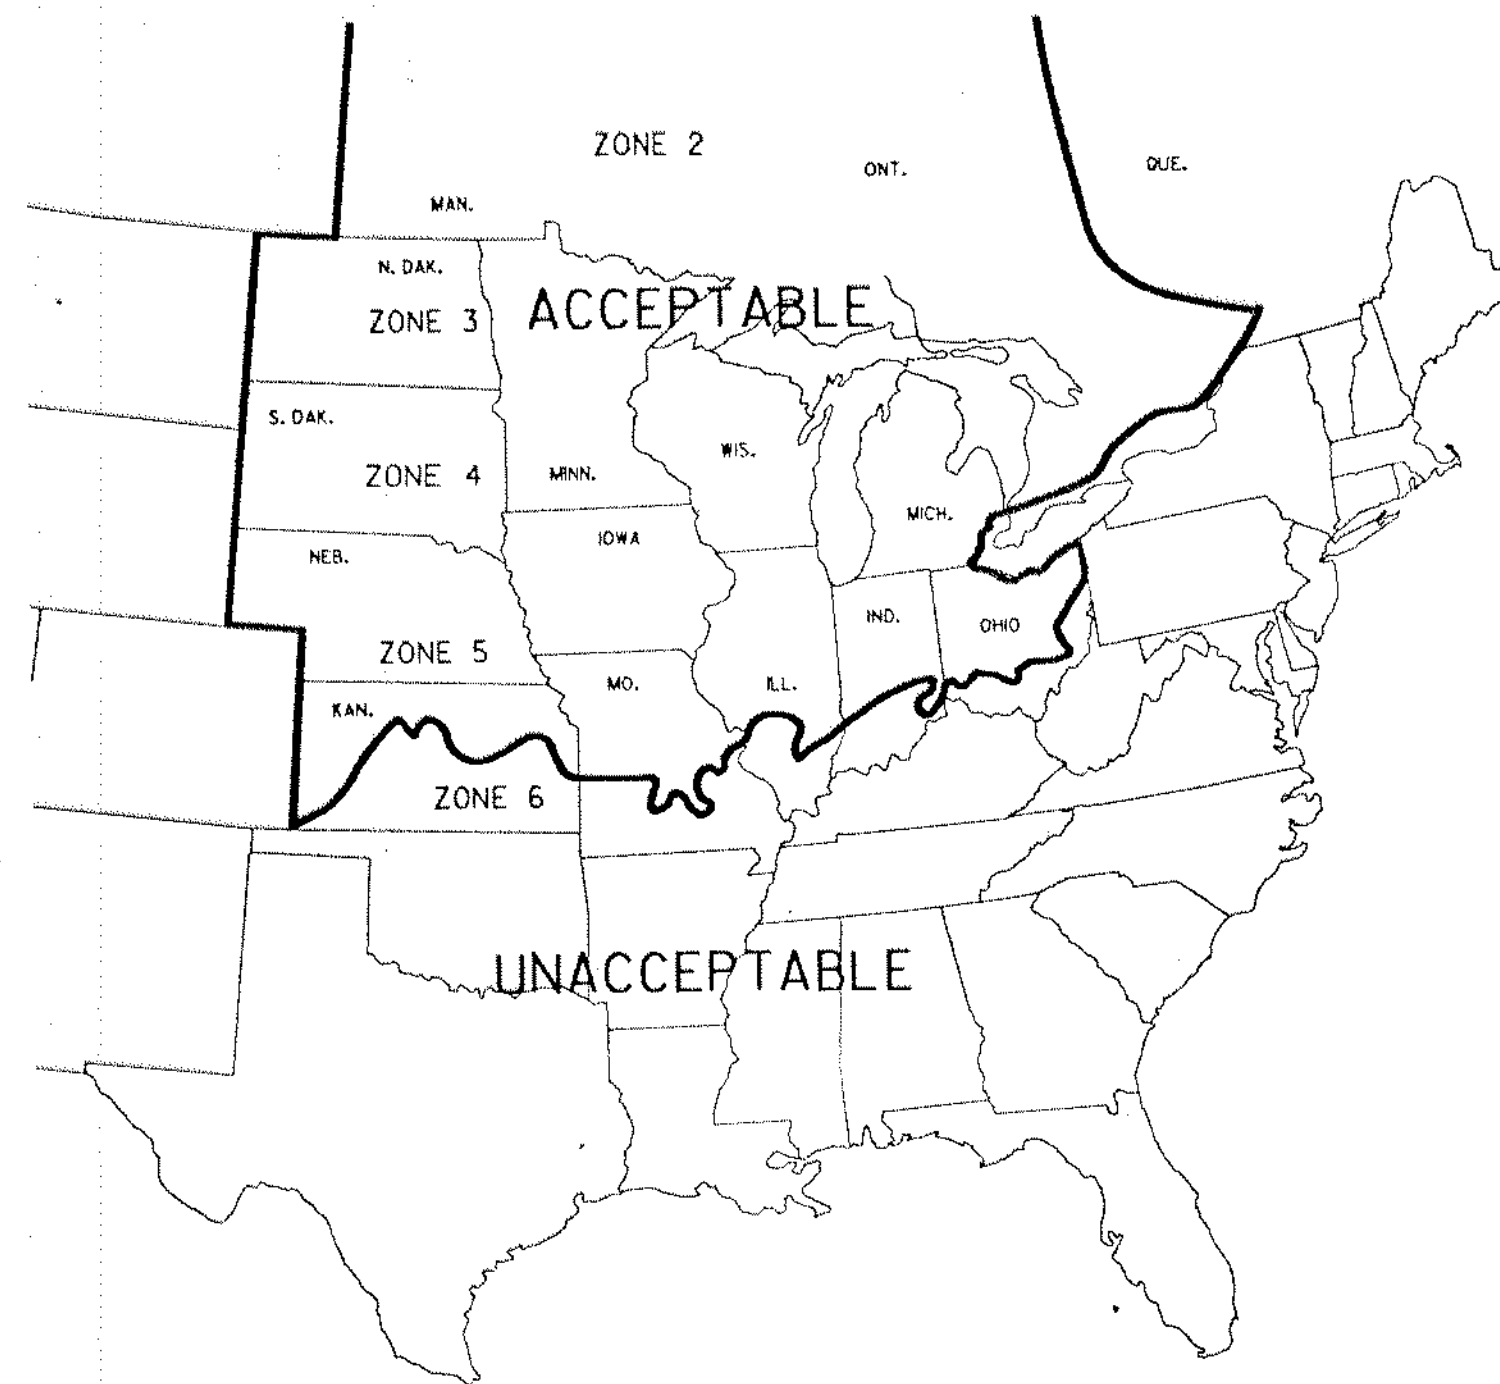 ZONE 2
ONT.
QUE.
MAN.
N. DAK.
ACCEPTABLE
ZONE 3
S. DAK.
WIS.
ZONE 4
MINN.
MICH.
IOWA
NEB.
IND.
OHIO
ZONE 5
MO.
ILL.
KAN.
ZONE 6
UNACCEPTABLE